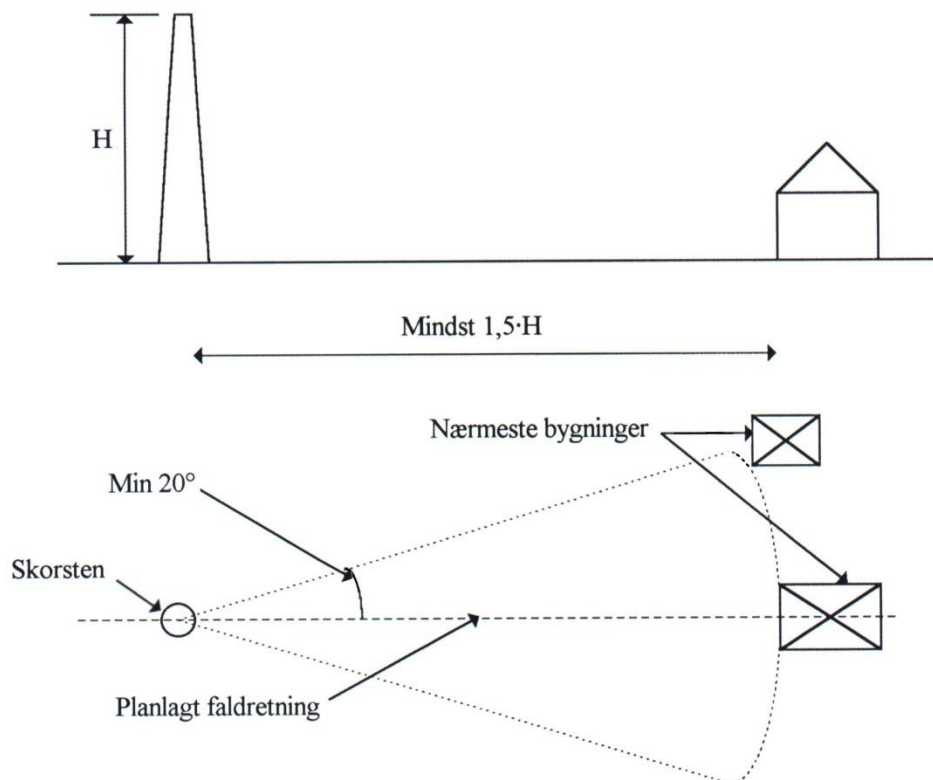 H
Mindst 1,5·H
Nærmeste bygninger
Min 20°
Skorsten
Planlagt faldretning